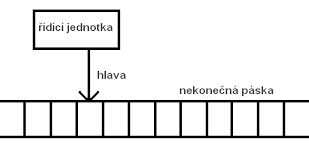 řídicí jednotka
hlava
nekonečná páska